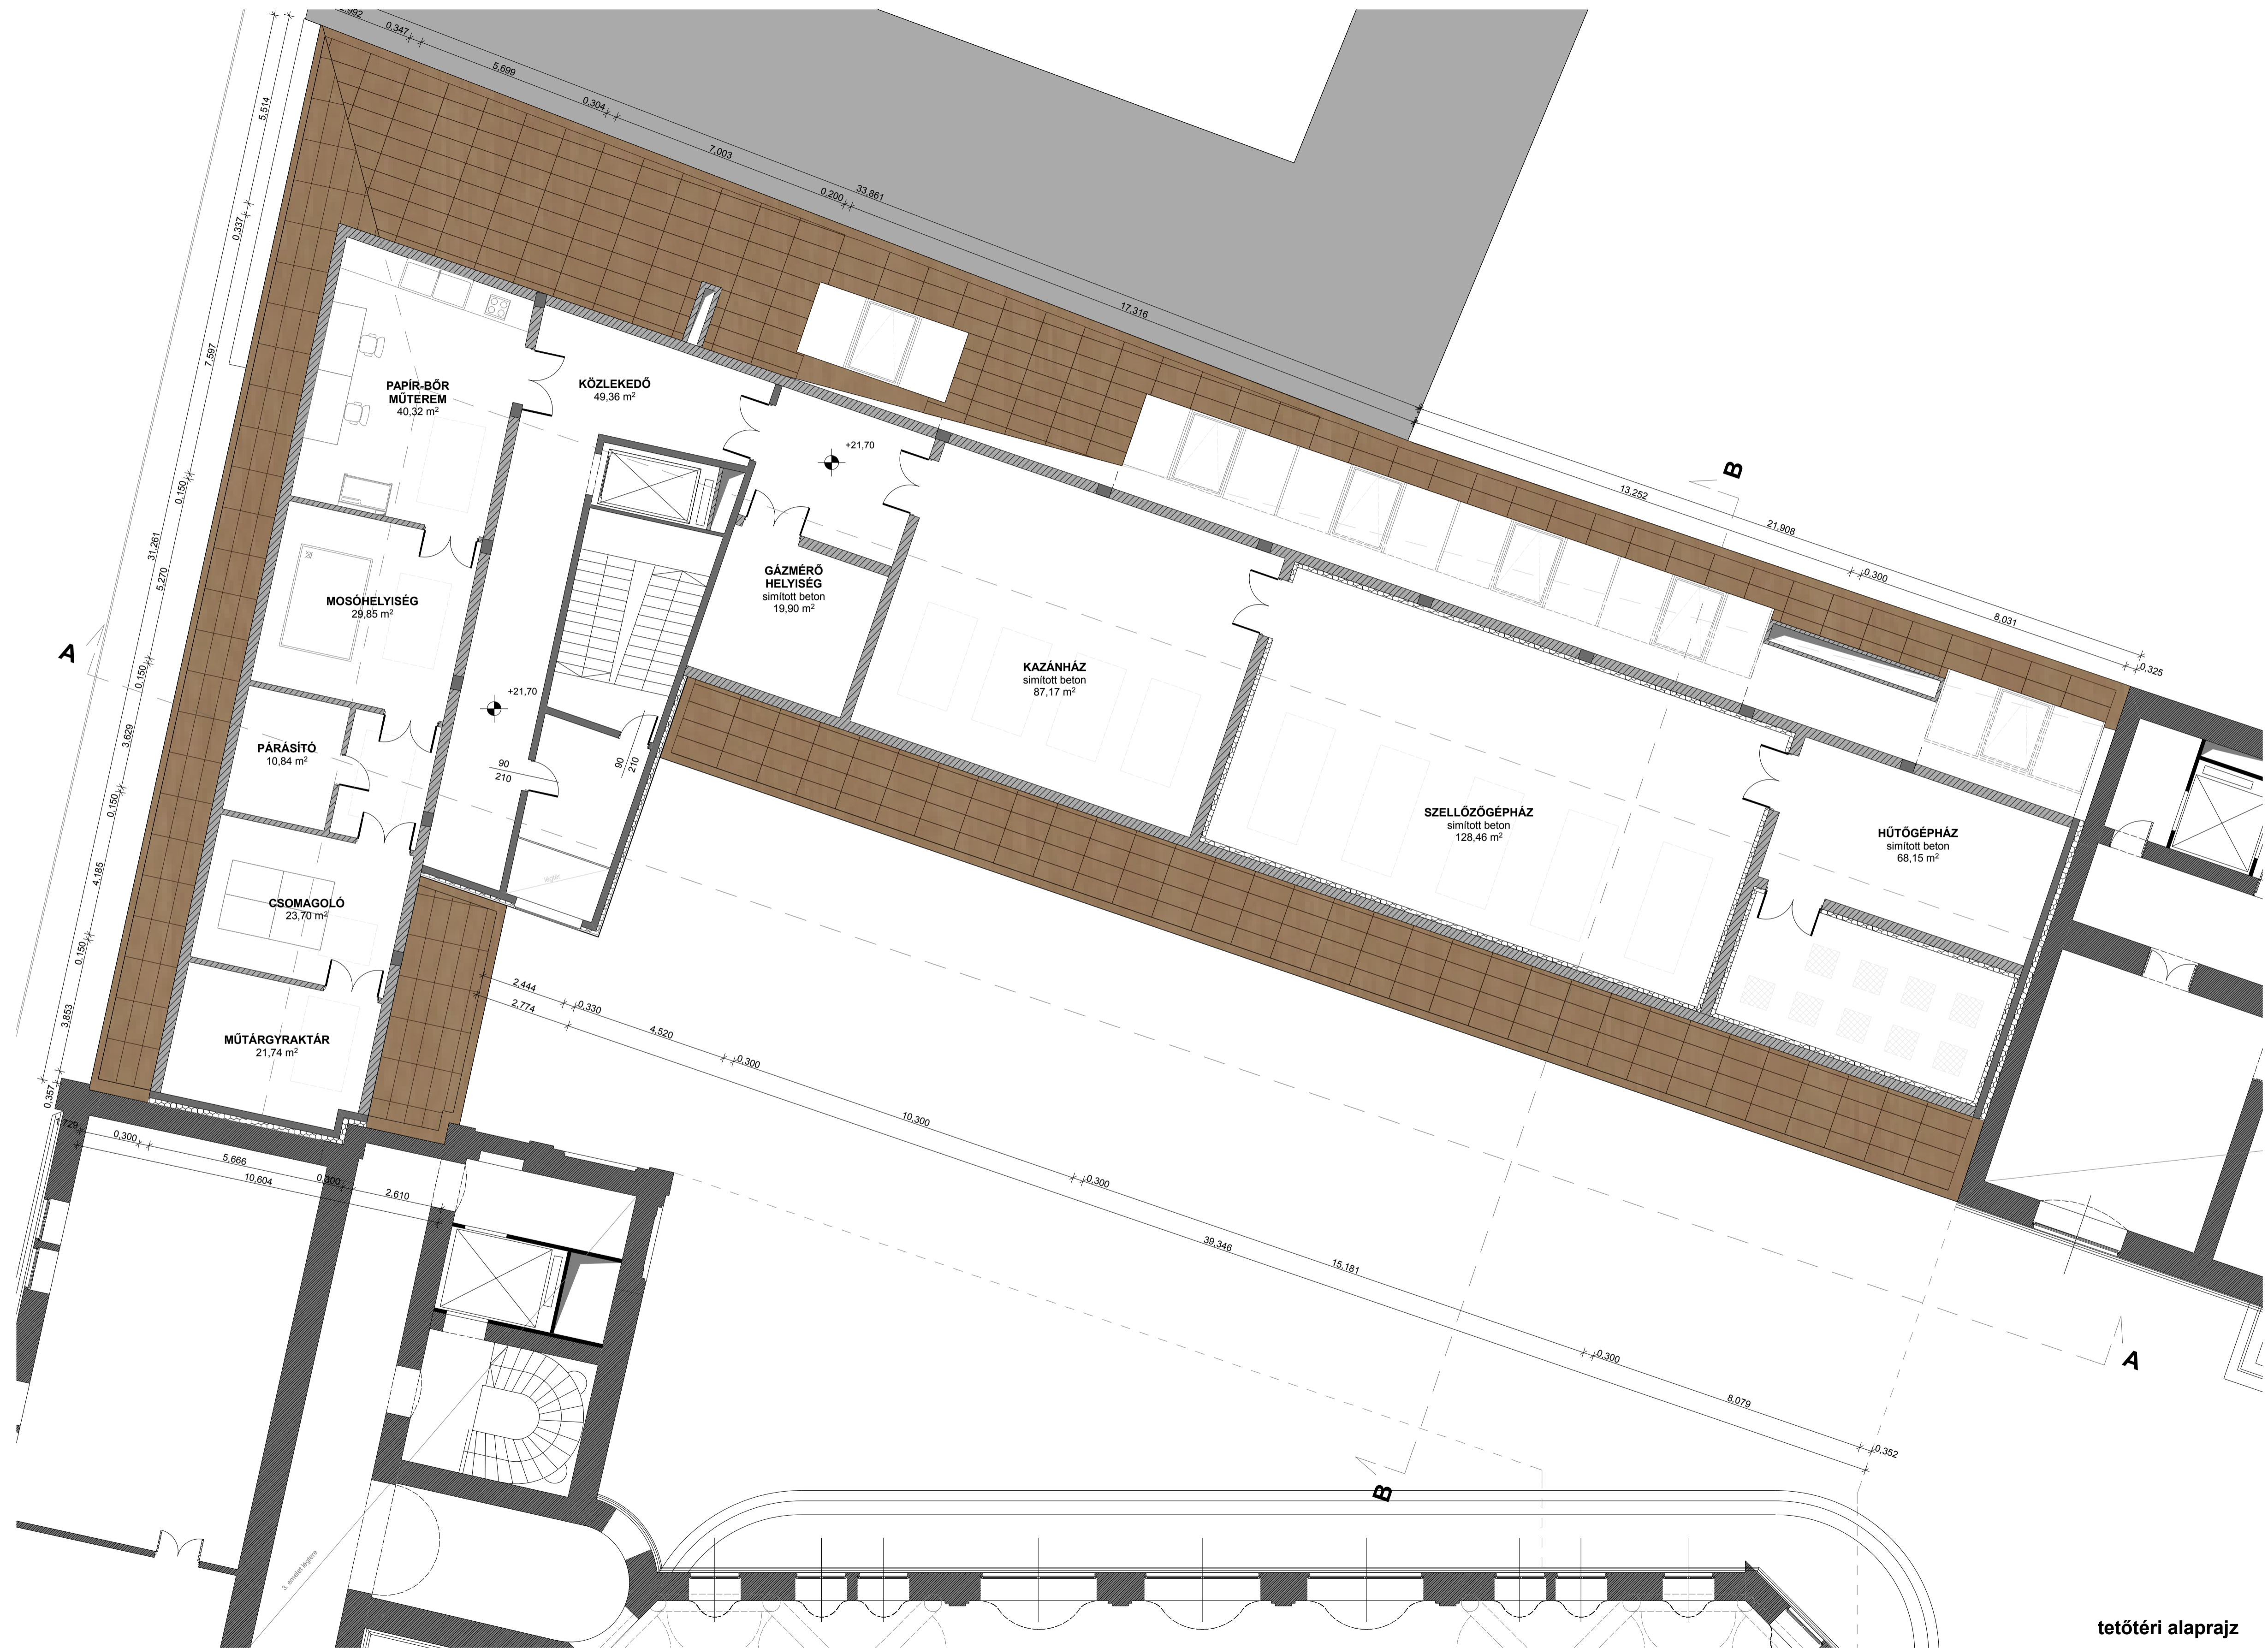 0,347
5,699
0,304
7,003
0,200
33,861
17,316
5,514
0,337
7,597
0,150
31,261
5,270
0,150
3,629
0,150
4,185
0,150
3,853
0,357
B
13,252
21,908
0,300
8,031
0,325
PAPÍR-BŐR
MŰTEREM
40,32 m²
KÖZLEKEDŐ
49,36 m²
+21,70
GÁZMÉRŐ
HELYISÉG
simított beton
19,90 m²
MOSÓHELYISÉG
29,85 m²
A
KAZÁNHÁZ
simított beton
87,17 m²
+21,70
PÁRÁSÍTÓ
10,84 m²
90
210
90
210
SZELLŐZŐGÉPHÁZ
simított beton
128,46 m²
HŰTŐGÉPHÁZ
simított beton
68,15 m²
légtér
CSOMAGOLÓ
23,70 m²
MŰTÁRGYRAKTÁR
21,74 m²
2,444
0,330
2,774
4,520
0,300
10,300
0,300
39,346
15,181
0,300
8,079
0,352
1,729
0,300
5,666
0,300
10,604
2,610
A
B
3. emelet légtere
tetőtéri alaprajz